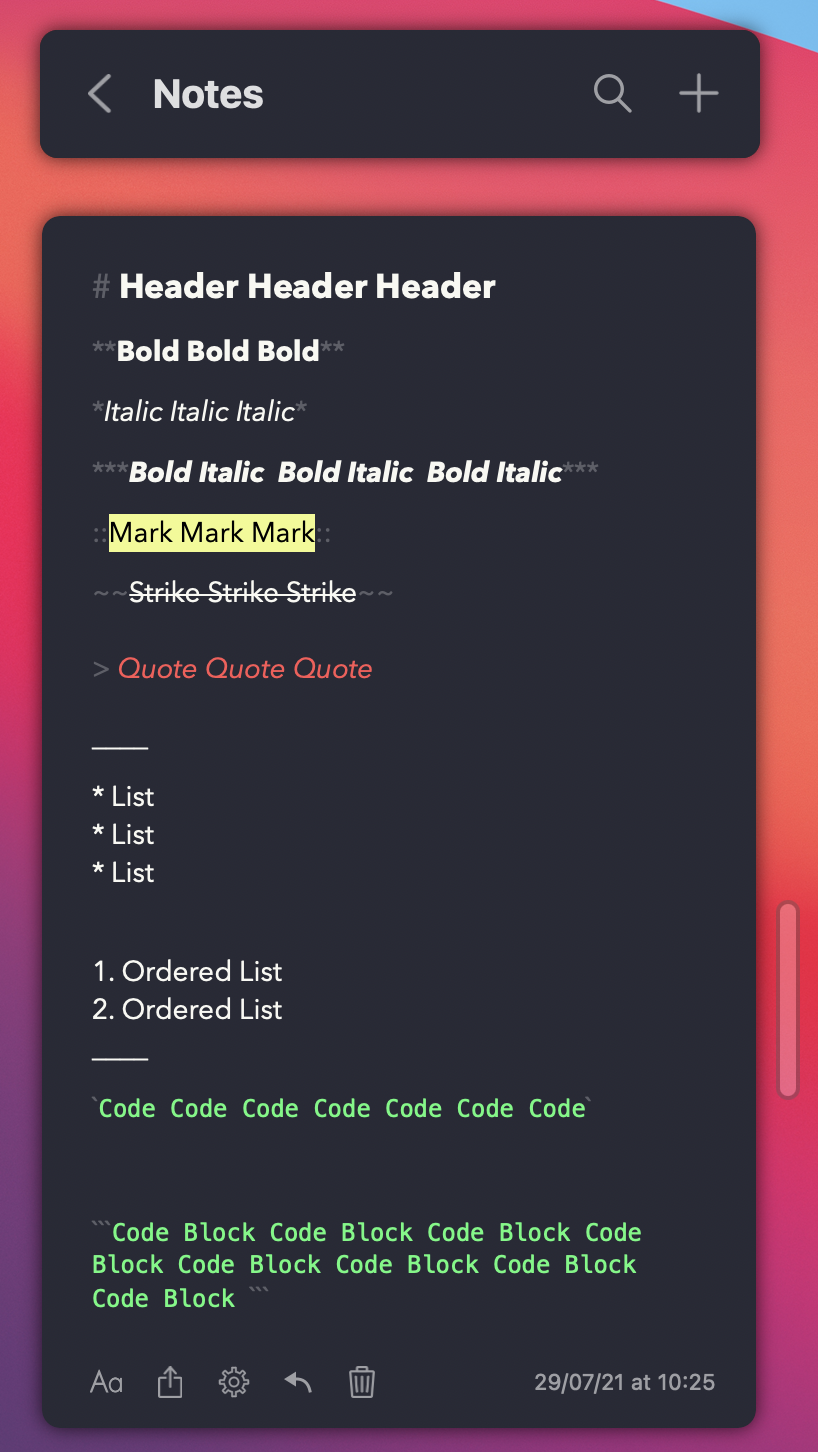 Notes
# Header Header Header
**Bold Bold Bold**
*Italic Italic Italic*
***Bold Italic  Bold Italic  Bold Italic***
::Mark Mark Mark::
~~Strike Strike Strike~~
> Quote Quote Quote
____
* List
* List
* List
1. Ordered List
2. Ordered List
____
`Code Code Code Code Code Code Code`
```Code Block Code Block Code Block Code
Block Code Block Code Block Code Block
Code Block ```
Aa
29/07/21 at 10:25